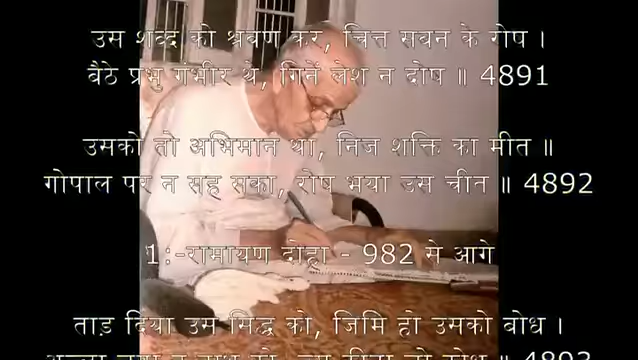 उस शब्द को श्रवण कर, चित्त सघन के रोष ।
बैठे प्रभु गंभीर थे, गिनें लेश न दोष ॥ 4891
उसको तो अभिमान था, निज शक्ति का मीत ॥
गोपाल पर न सह सका, रोष भया उस चीत ॥ 4892
1:-रामायण दोहा - 982 से आगे
ताड़ दिया उस सिद्ध को, जिमि हो उसको बोध ।